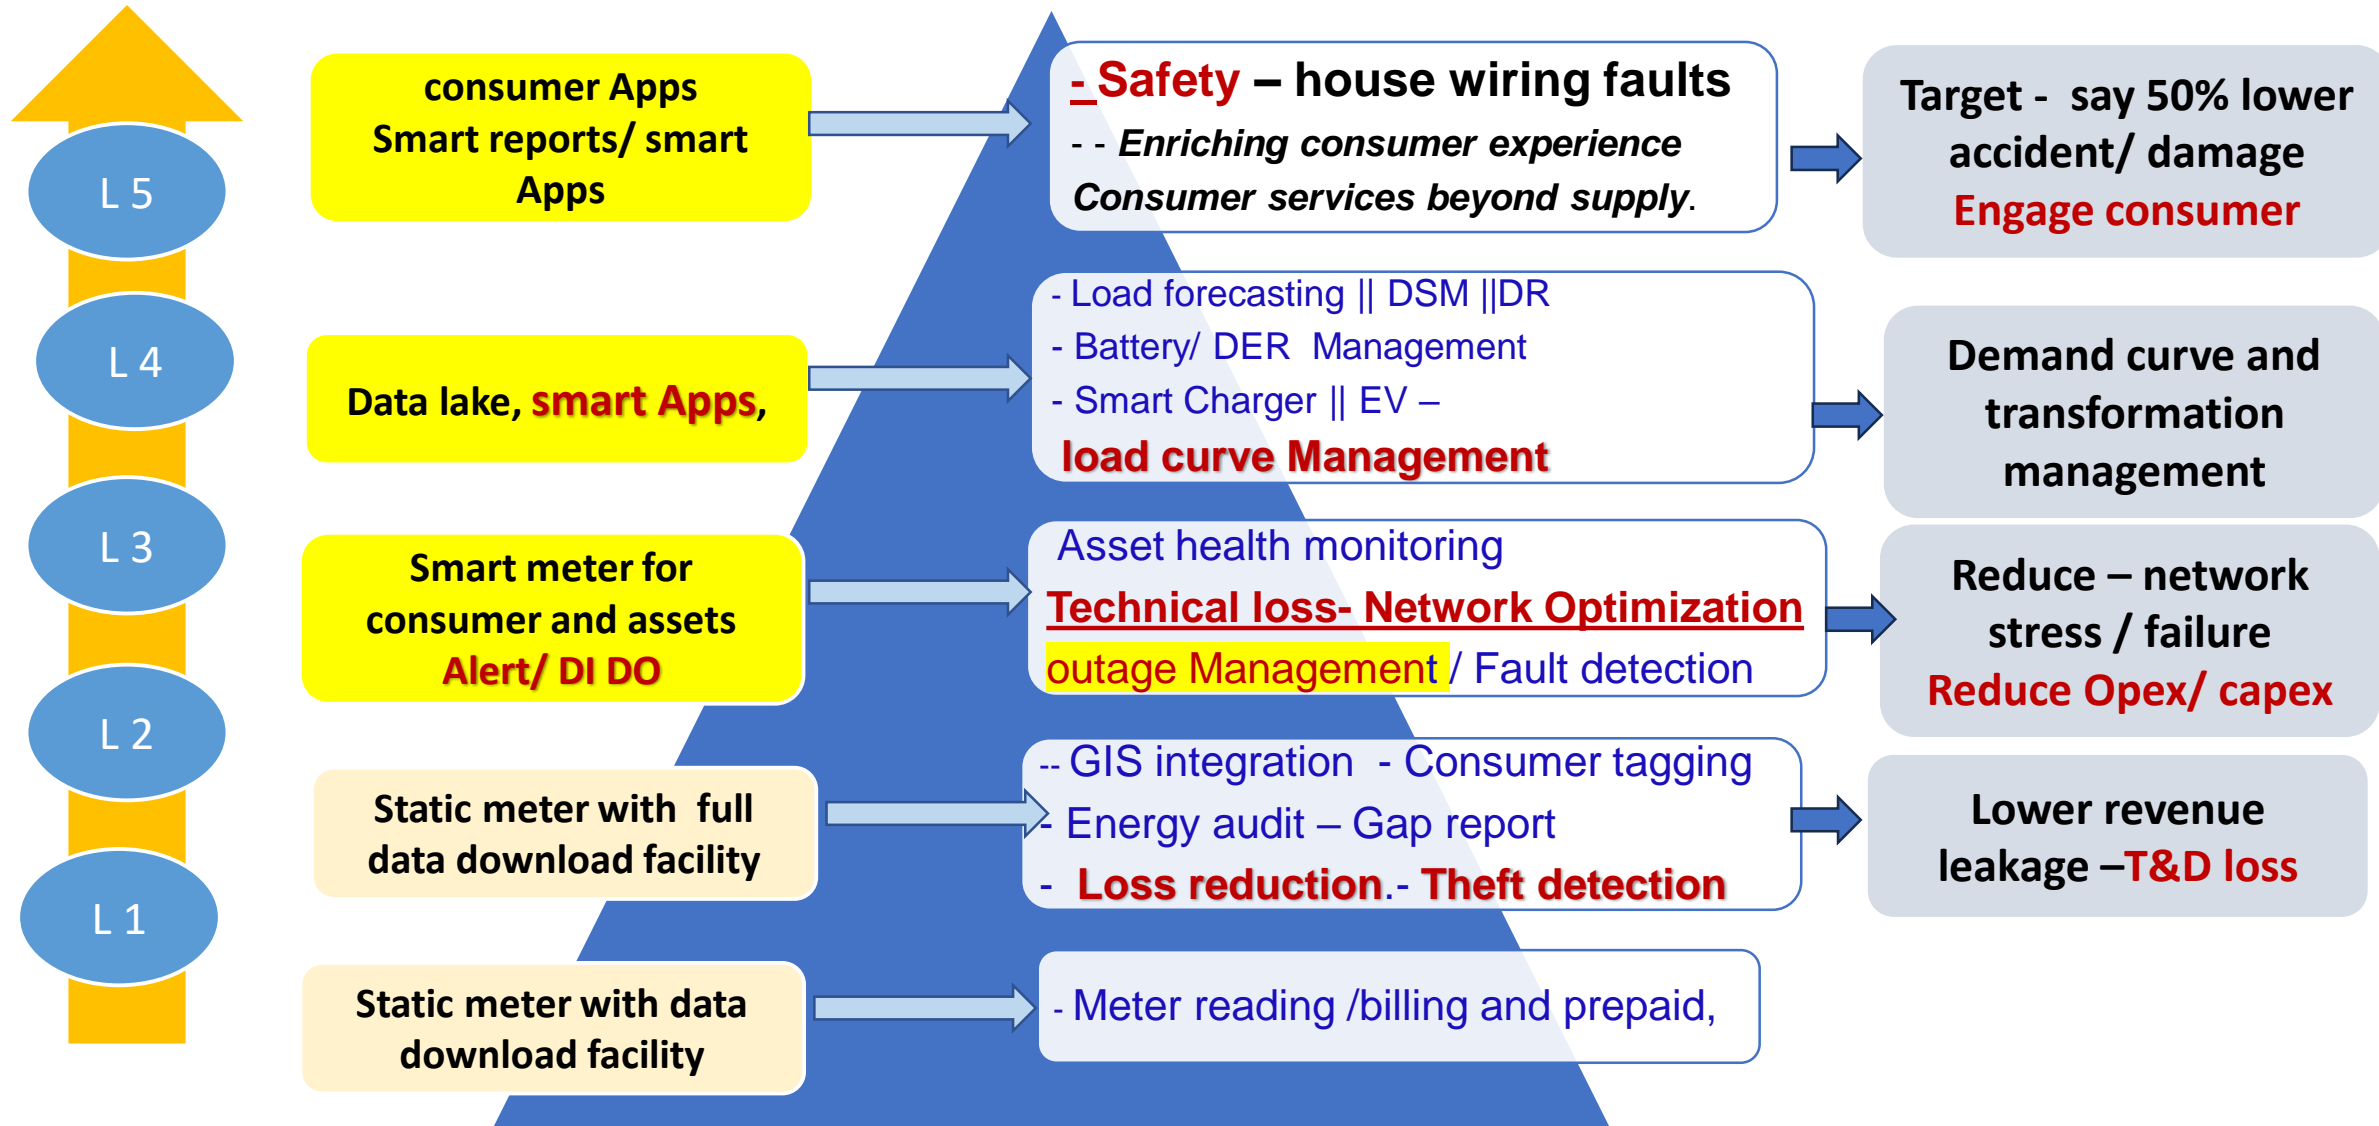 L 5
consumer Apps
Smart reports/ smart
Apps
- Safety – house wiring faults
- - Enriching consumer experience
Consumer services beyond supply.
Target - say 50% lower
accident/ damage
Engage consumer
L 4
Data lake, smart Apps,
- Load forecasting || DSM ||DR
- Battery/ DER Management
- Smart Charger || EV –
load curve Management
Demand curve and
transformation
management
L 3
Smart meter for
consumer and assets
Alert/ DI DO
Asset health monitoring
Technical loss- Network Optimization
outage Management / Fault detection
Reduce – network
stress / failure
Reduce Opex/ capex
L 2
Static meter with full
data download facility
-- GIS integration - Consumer tagging
- Energy audit – Gap report
- Loss reduction.- Theft detection
Lower revenue
leakage –T&D loss
L 1
Static meter with data
download facility
- Meter reading /billing and prepaid,